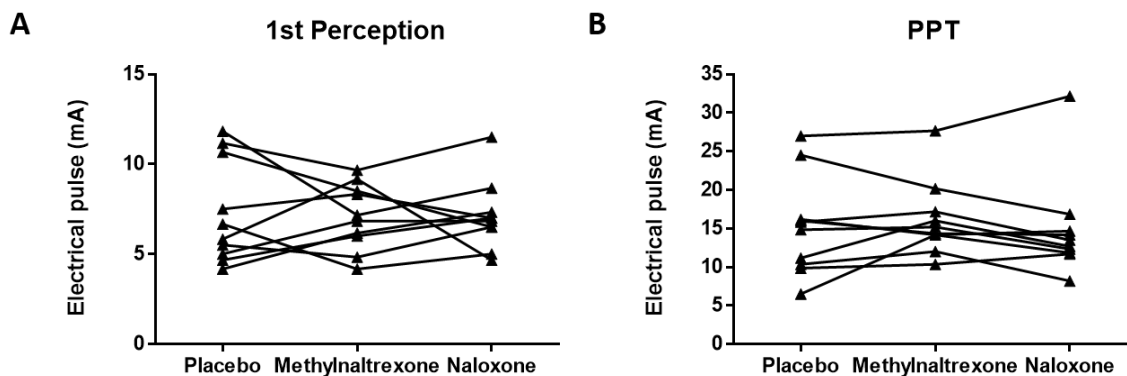 A
1st Perception
Electrical pulse (mA)
15
10
5
0
Placebo
Methylnaltrexone
Naloxone
B
PPT
Electrical pulse (mA)
35
30
25
20
15
10
5
0
Placebo
Methylnaltrexone
Naloxone